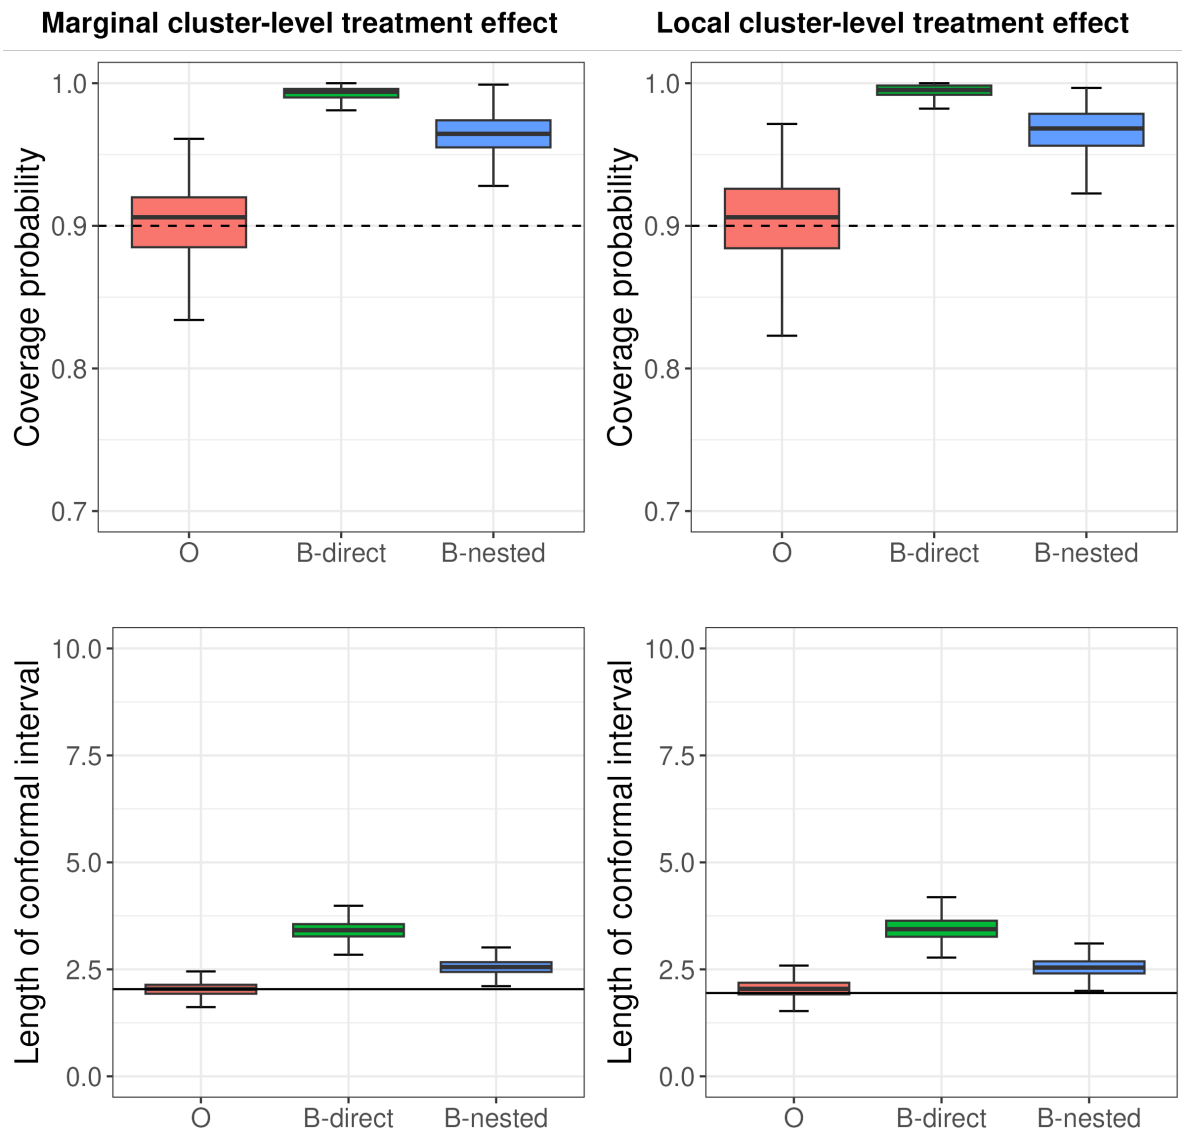 Marginal cluster-level treatment effect
Local cluster-level treatment effect
Coverage probability
1.0
0.9
0.8
0.7
O
B-direct
B-nested
Coverage probability
1.0
0.9
0.8
0.7
O
B-direct
B-nested
Length of conformal interval
10.0
7.5
5.0
2.5
0.0
O
B-direct
B-nested
Length of conformal interval
10.0
7.5
5.0
2.5
0.0
O
B-direct
B-nested